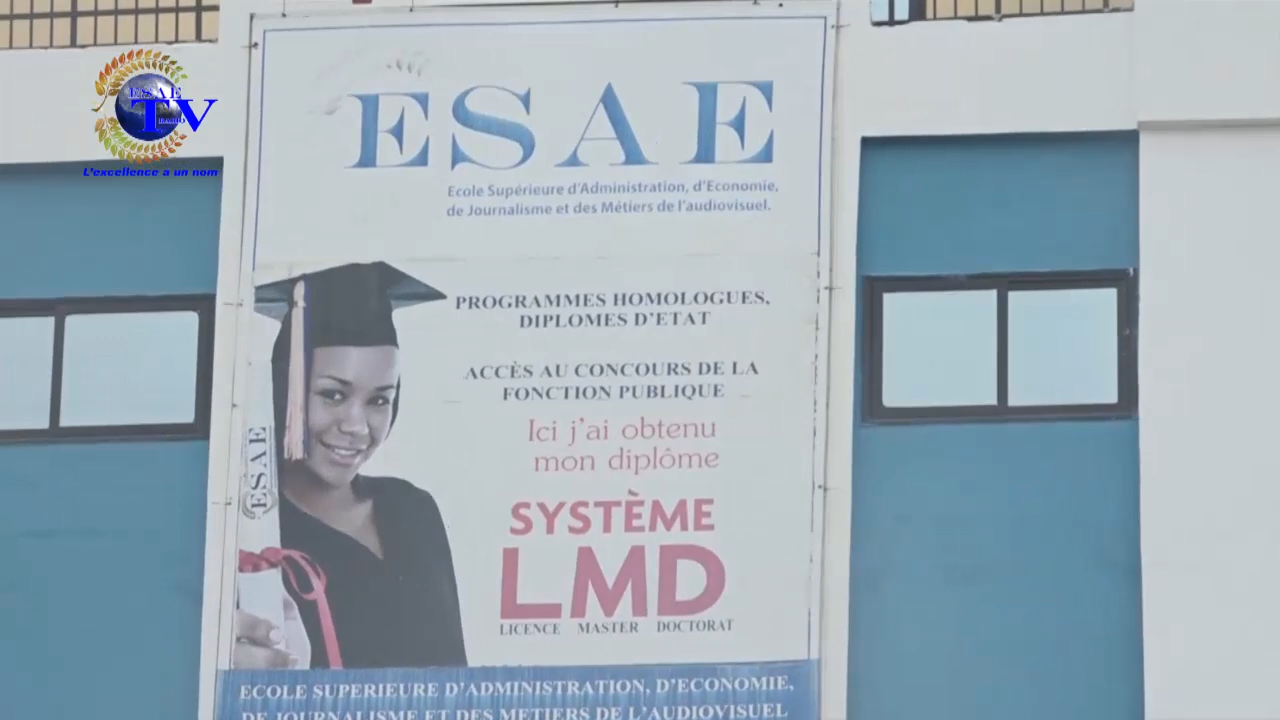 ESAE
TV
RADIO
L'excellence a un nom
ESAE
Ecole Supérieure d'Administration, d'Economie,
de Journalisme et des Métiers de l'audiovisuel.
PROGRAMMES HOMOLOGUES,
DIPLOMES D'ETAT
ACCÈS AU CONCOURS DE LA
FONCTION PUBLIQUE
Ici j'ai obtenu
mon diplôme
SYSTÈME
LMD
LICENCE MASTER DOCTORAT
ESAE
ECOLE SUPERIEURE D'ADMINISTRATION, D'ECONOMIE,
DE JOURNALISME ET DES METIERS DE L'AUDIOVISUEL